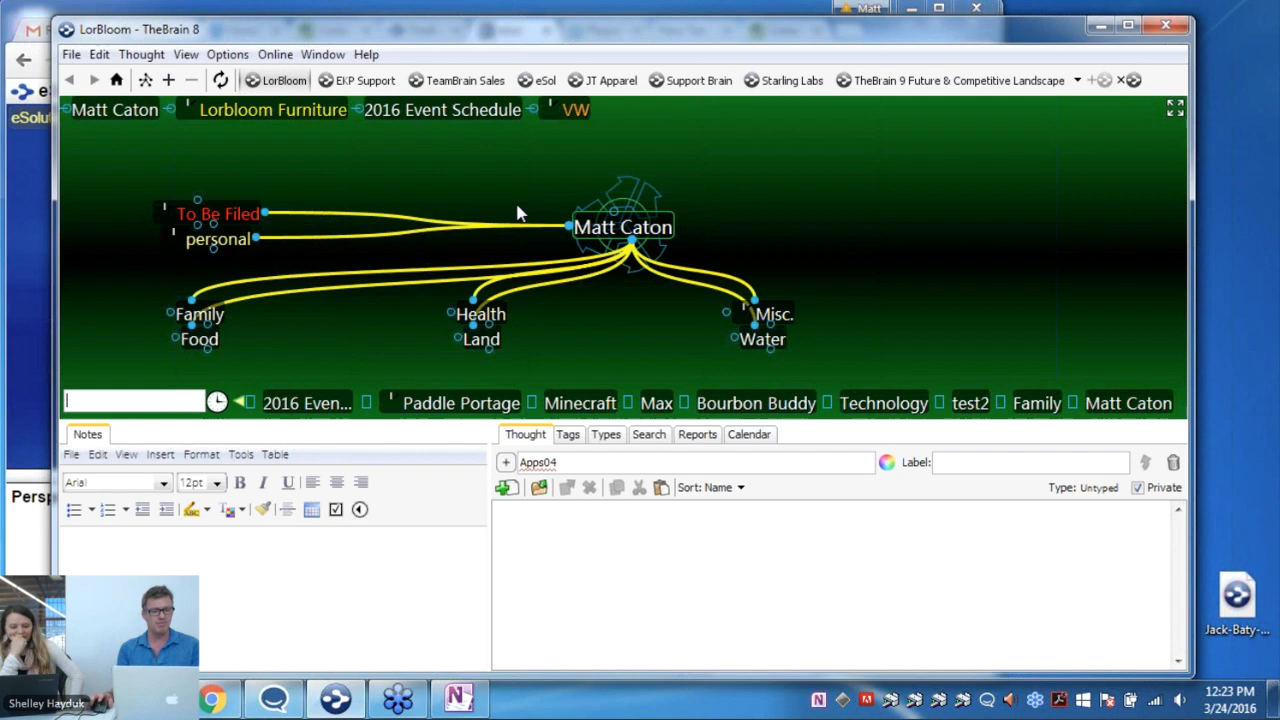 Matt
LorBloom - TheBrain 8
File Edit Thought View Options Online Window Help
LorBloom EKP Support TeamBrain Sales eSol JT Apparel Support Brain Starling Labs TheBrain 9 Future & Competitive Landscape
Matt Caton Lorbloom Furniture 2016 Event Schedule VW
eSolut
To Be Filed
personal
Matt Caton
Family Health Misc.
Food Land Water
2016 Even... Paddle Portage Minecraft Max Bourbon Buddy Technology test2 Family Matt Caton
Notes
Thought Tags Types Search Reports Calendar
File Edit View Insert Format Tools Table
Apps04 Label:
Arial 12pt B I U
Sort: Name Type: Untyped Private
Persp
Jack-Baty-...
Shelley Hayduk
12:23 PM
3/24/2016